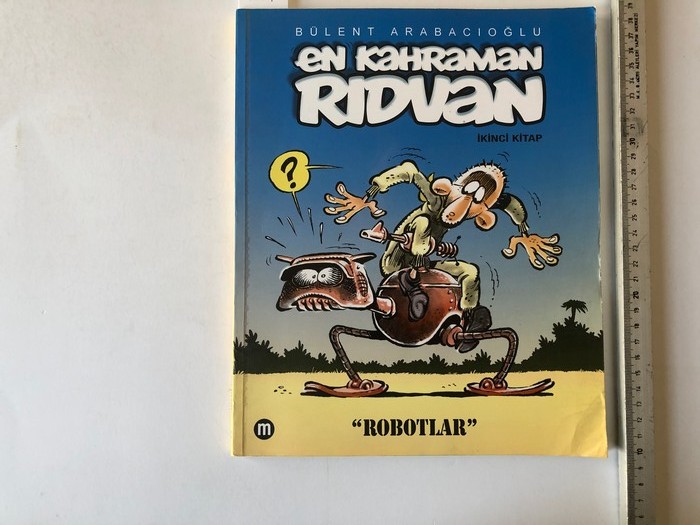 BÜLENT ARABACIOĞLU
EN KAHRAMAN
RIDVAN
İKİNCİ KİTAP
?
m
"ROBOTLAR"